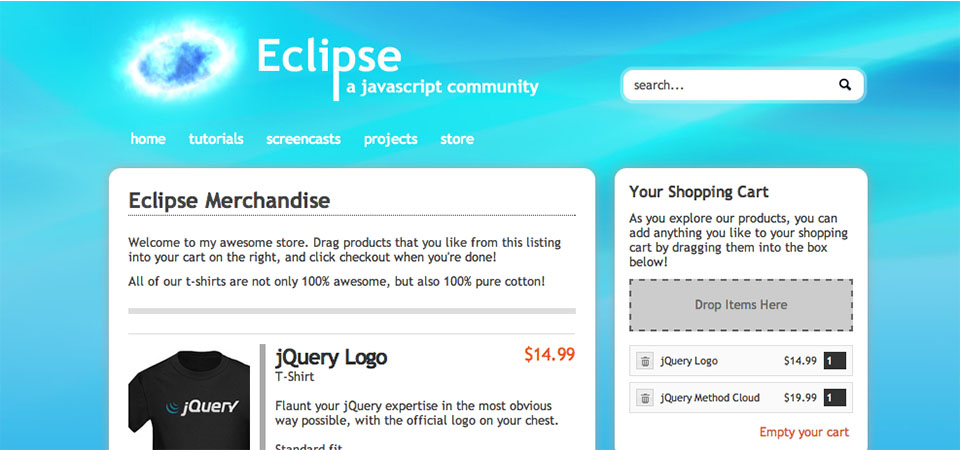 Eclipse
a javascript community
search...
home tutorials screencasts projects store
Eclipse Merchandise
Welcome to my awesome store. Drag products that you like from this listing
into your cart on the right, and click checkout when you're done!
All of our t-shirts are not only 100% awesome, but also 100% pure cotton!
jQuery
jQuery Logo
$14.99
T-Shirt
Flaunt your jQuery expertise in the most obvious
way possible, with the official logo on your chest.
Standard fit
Your Shopping Cart
As you explore our products, you can
add anything you like to your shopping
cart by dragging them into the box
below!
Drop Items Here
jQuery Logo $14.99 1
jQuery Method Cloud $19.99 1
Empty your cart